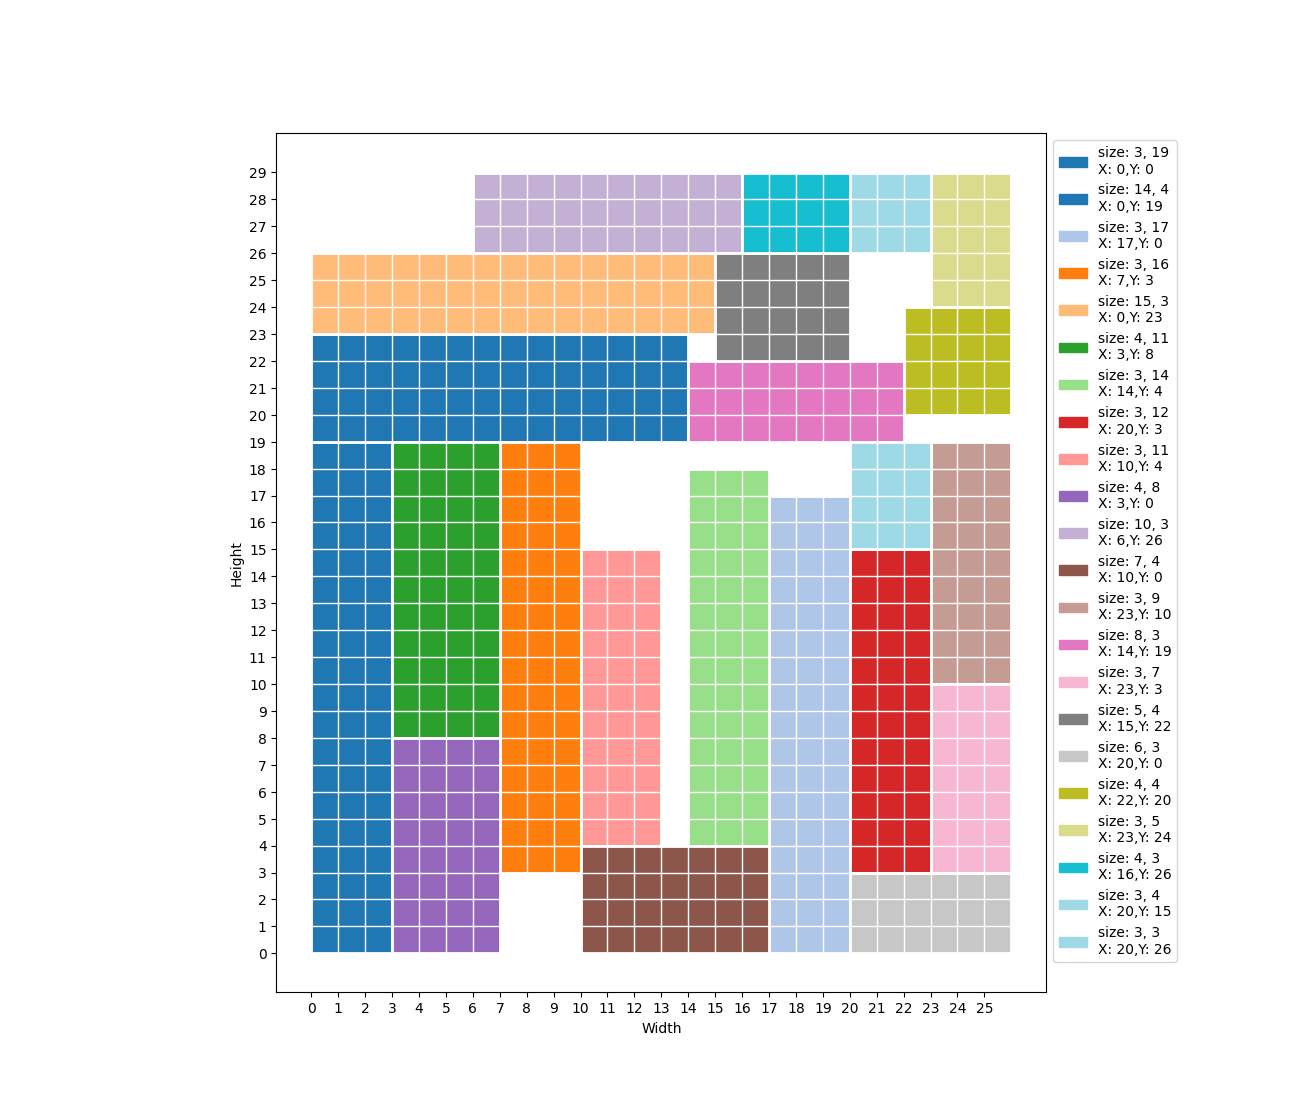 29
28
27
26
25
24
23
22
21
20
19
18
17
16
15
14
13
12
11
10
9
8
7
6
5
4
3
2
1
0
Height
0 1 2 3 4 5 6 7 8 9 10 11 12 13 14 15 16 17 18 19 20 21 22 23 24 25
Width
size: 3, 19
X: 0,Y: 0
size: 14, 4
X: 0,Y: 19
size: 3, 17
X: 17,Y: 0
size: 3, 16
X: 7,Y: 3
size: 15, 3
X: 0,Y: 23
size: 4, 11
X: 3,Y: 8
size: 3, 14
X: 14,Y: 4
size: 3, 12
X: 20,Y: 3
size: 3, 11
X: 10,Y: 4
size: 4, 8
X: 3,Y: 0
size: 10, 3
X: 6,Y: 26
size: 7, 4
X: 10,Y: 0
size: 3, 9
X: 23,Y: 10
size: 8, 3
X: 14,Y: 19
size: 3, 7
X: 23,Y: 3
size: 5, 4
X: 15,Y: 22
size: 6, 3
X: 20,Y: 0
size: 4, 4
X: 22,Y: 20
size: 3, 5
X: 23,Y: 24
size: 4, 3
X: 16,Y: 26
size: 3, 4
X: 20,Y: 15
size: 3, 3
X: 20,Y: 26